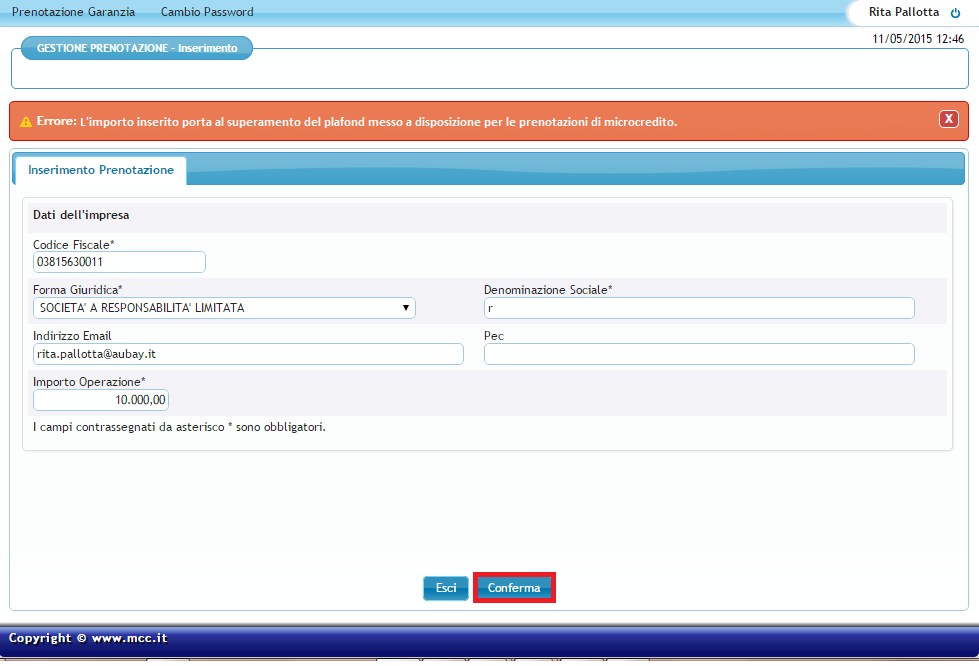 Prenotazione Garanzia Cambio Password Rita Pallotta
11/05/2015 12:46
GESTIONE PRENOTAZIONE - Inserimento
Errore: L'importo inserito porta al superamento del plafond messo a disposizione per le prenotazioni di microcredito.
X
Inserimento Prenotazione
Dati dell'impresa
Codice Fiscale*
03815630011
Forma Giuridica* Denominazione Sociale*
SOCIETA' A RESPONSABILITA' LIMITATA r
Indirizzo Email Pec
rita.pallotta@aubay.it
Importo Operazione*
10.000,00
I campi contrassegnati da asterisco * sono obbligatori.
Esci Conferma
Copyright © www.mcc.it